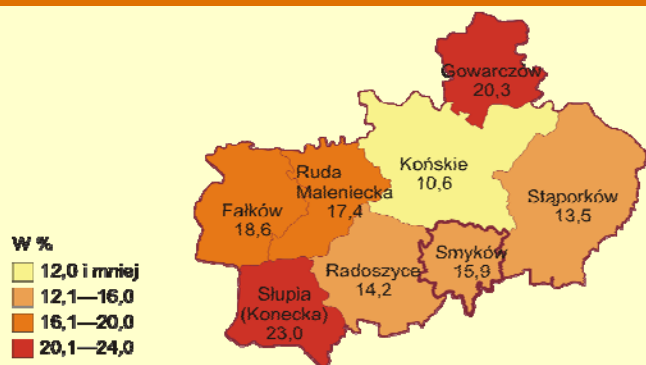 Gowarczów
20,3
Końskie
10,6
Ruda
Maleniecka
17,4
Fałków
18,6
Stąporków
13,5
Smyków
15,9
Radoszyce
14,2
Słupia
(Konecka)
23,0
W %
12,0 i mniej
12,1—16,0
16,1—20,0
20,1—24,0